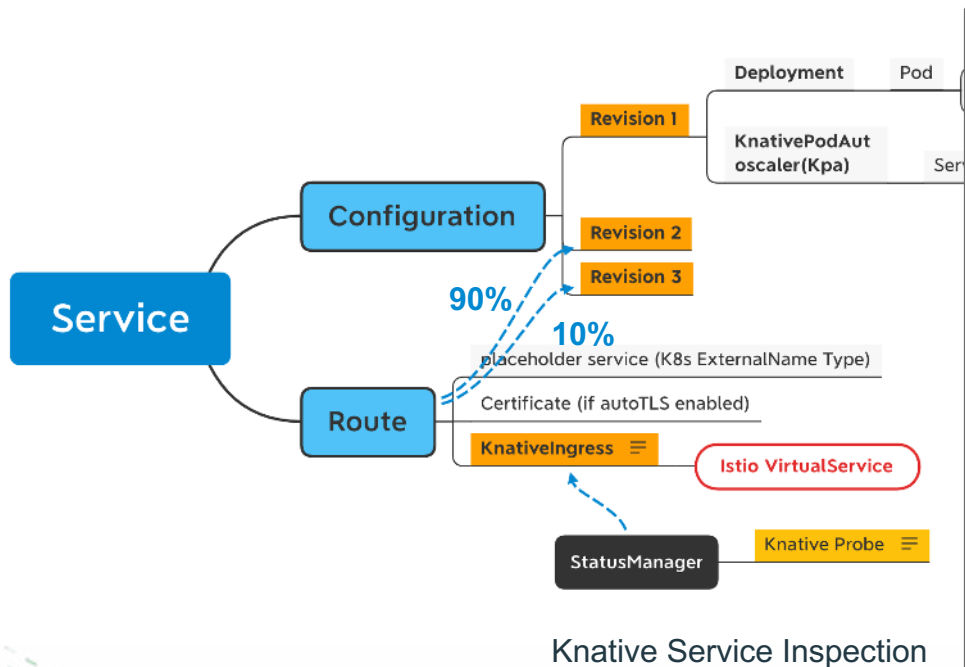 Deployment
Pod
Revision 1
KnativePodAut
oscaler(Kpa)
Configuration
Revision 2
Revision 3
90%
Service
10%
placeholder service (K8s ExternalName Type)
Certificate (if autoTLS enabled)
Route
KnativeIngress
Istio VirtualService
StatusManager
Knative Probe
Knative Service Inspection